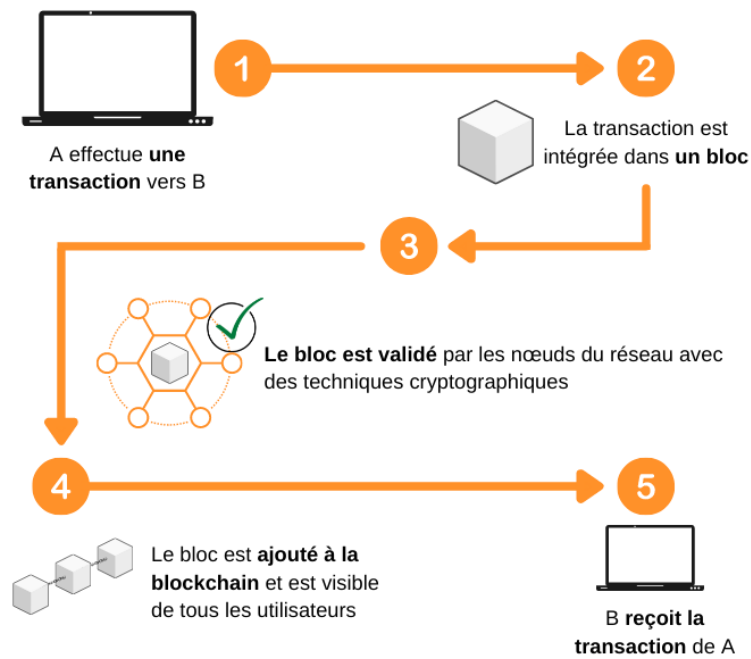 1
2
A effectue une
transaction vers B
La transaction est
intégrée dans un bloc
3
Le bloc est validé par les nœuds du réseau avec
des techniques cryptographiques
4
5
Le bloc est ajouté à la
blockchain et est visible
de tous les utilisateurs
B reçoit la
transaction de A